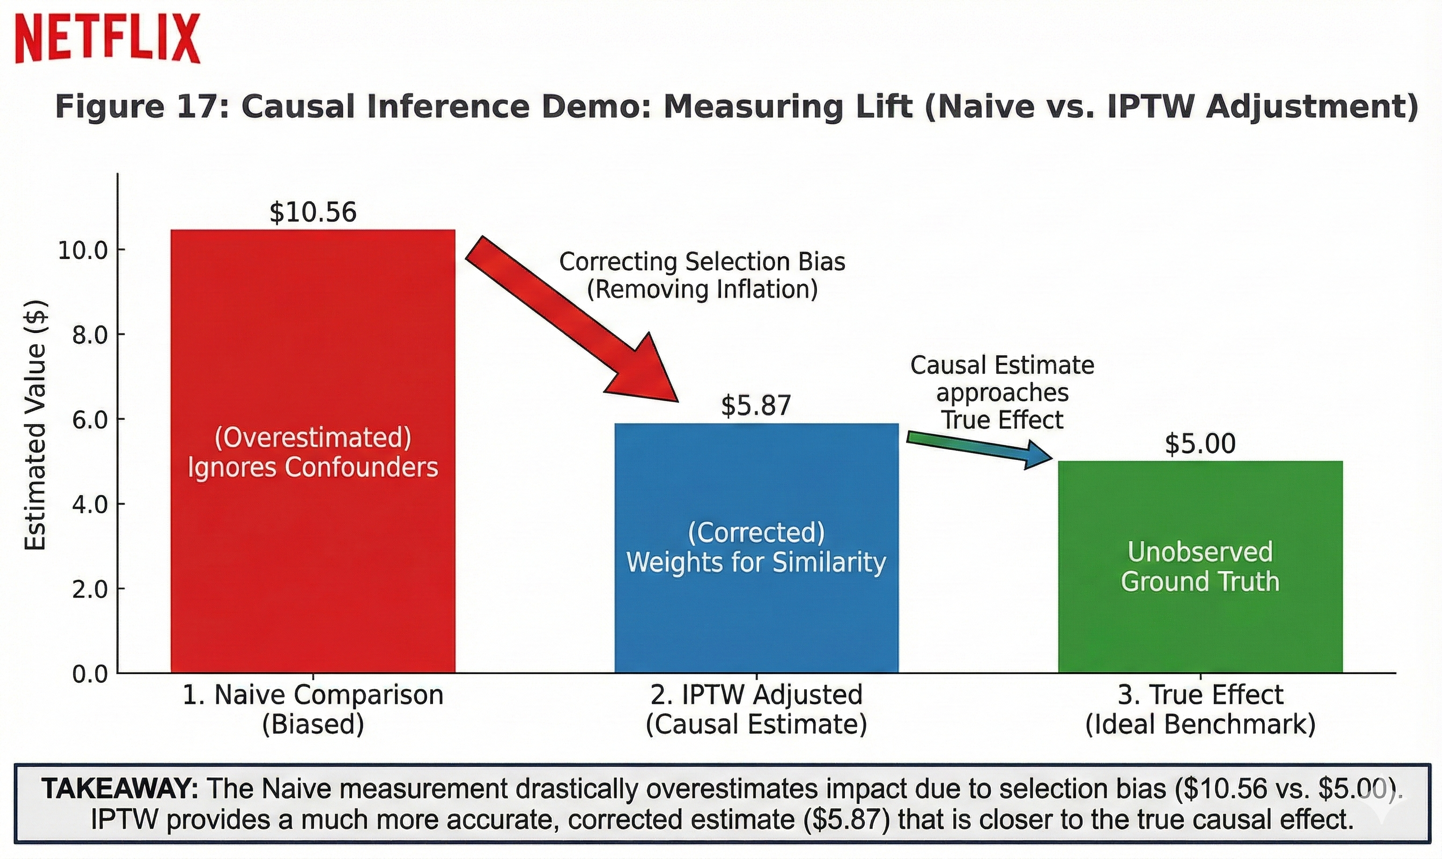 NETFLIX
Figure 17: Causal Inference Demo: Measuring Lift (Naive vs. IPTW Adjustment)
Estimated Value ($)
10.0
8.0
6.0
4.0
2.0
0.0
$10.56
(Overestimated)
Ignores Confounders
Correcting Selection Bias
(Removing Inflation)
$5.87
(Corrected)
Weights for Similarity
Causal Estimate
approaches
True Effect
$5.00
Unobserved
Ground Truth
1. Naive Comparison
(Biased)
2. IPTW Adjusted
(Causal Estimate)
3. True Effect
(Ideal Benchmark)
TAKEAWAY: The Naive measurement drastically overestimates impact due to selection bias ($10.56 vs. $5.00).
IPTW provides a much more accurate, corrected estimate ($5.87) that is closer to the true causal effect.